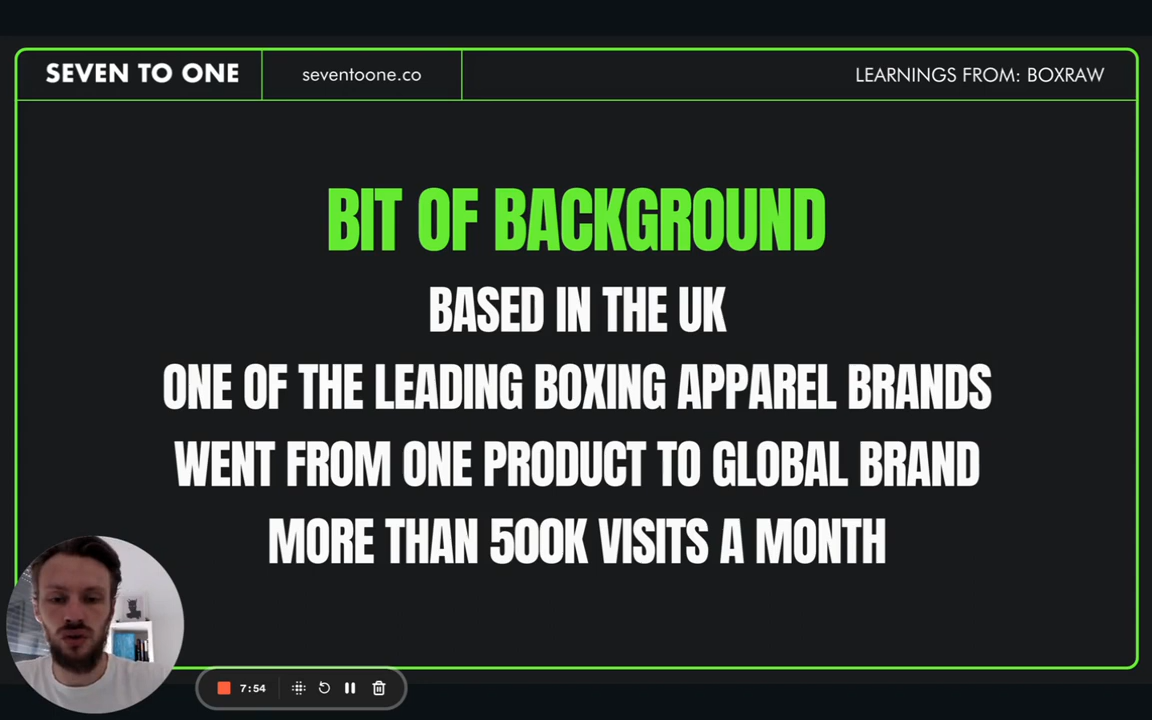 SEVEN TO ONE
seventoone.co
LEARNINGS FROM: BOXRAW
BIT OF BACKGROUND
BASED IN THE UK
ONE OF THE LEADING BOXING APPAREL BRANDS
WENT FROM ONE PRODUCT TO GLOBAL BRAND
MORE THAN 500K VISITS A MONTH
7:54